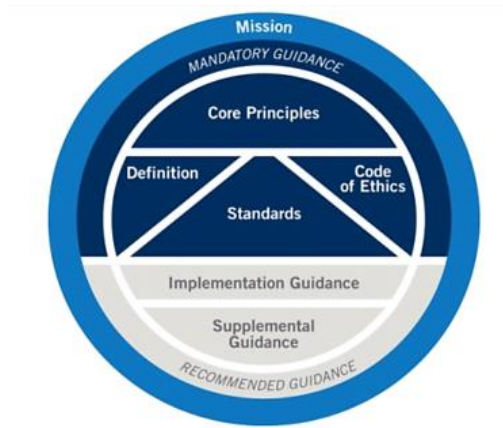 Mission
MANDATORY GUIDANCE
Core Principles
Definition
Code
of Ethics
Standards
Implementation Guidance
Supplemental
Guidance
RECOMMENDED GUIDANCE